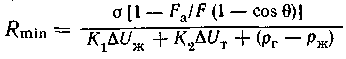 R_min = σ [1 — F_a/F (1 — cos θ)] / K_1ΔU_ж + K_2ΔU_т + (ρ_г — ρ_ж)